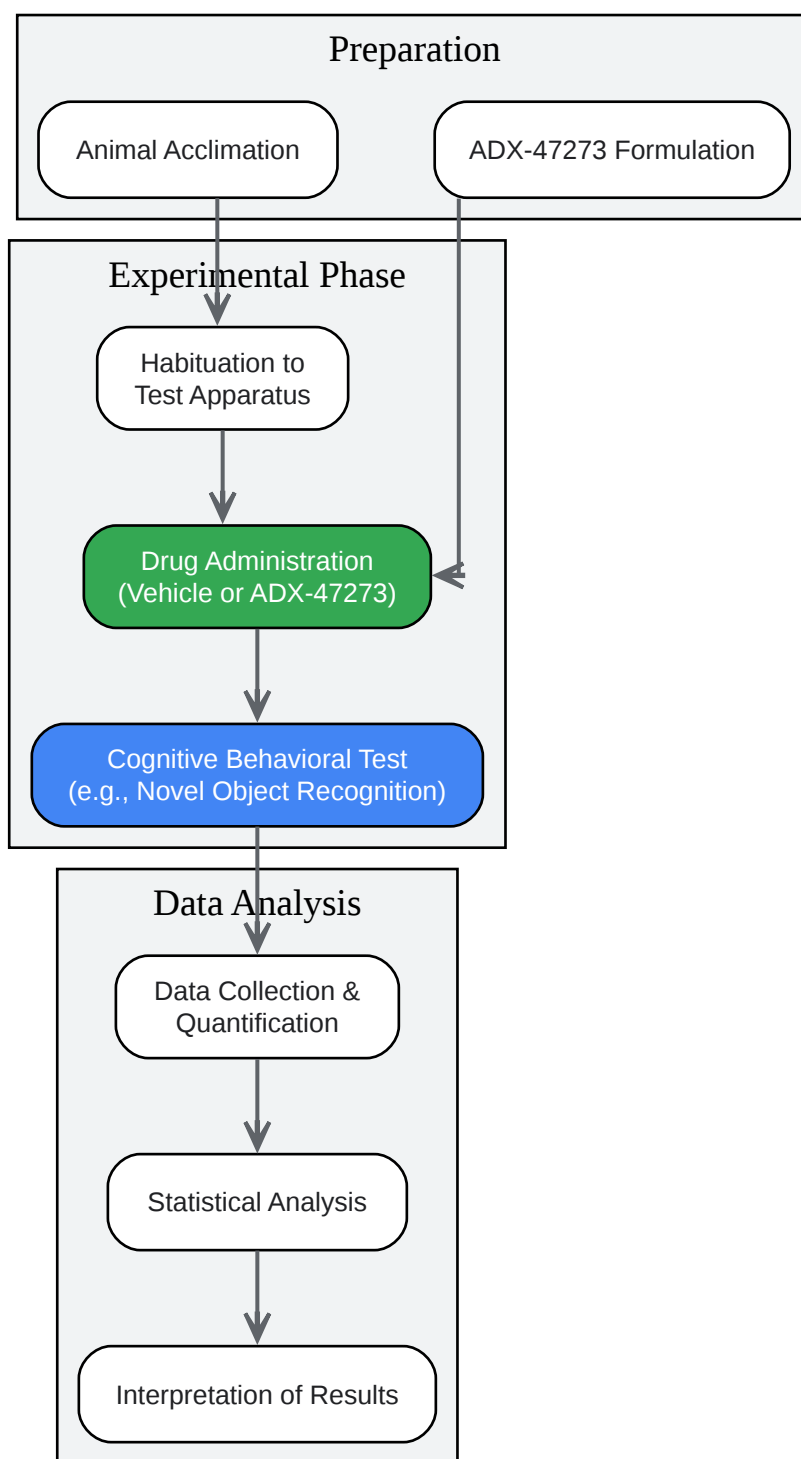 Preparation
Animal Acclimation
ADX-47273 Formulation
Experimental Phase
Habituation to
Test Apparatus
Drug Administration
(Vehicle or ADX-47273)
Cognitive Behavioral Test
(e.g., Novel Object Recognition)
Data Analysis
Data Collection &
Quantification
Statistical Analysis
Interpretation of Results